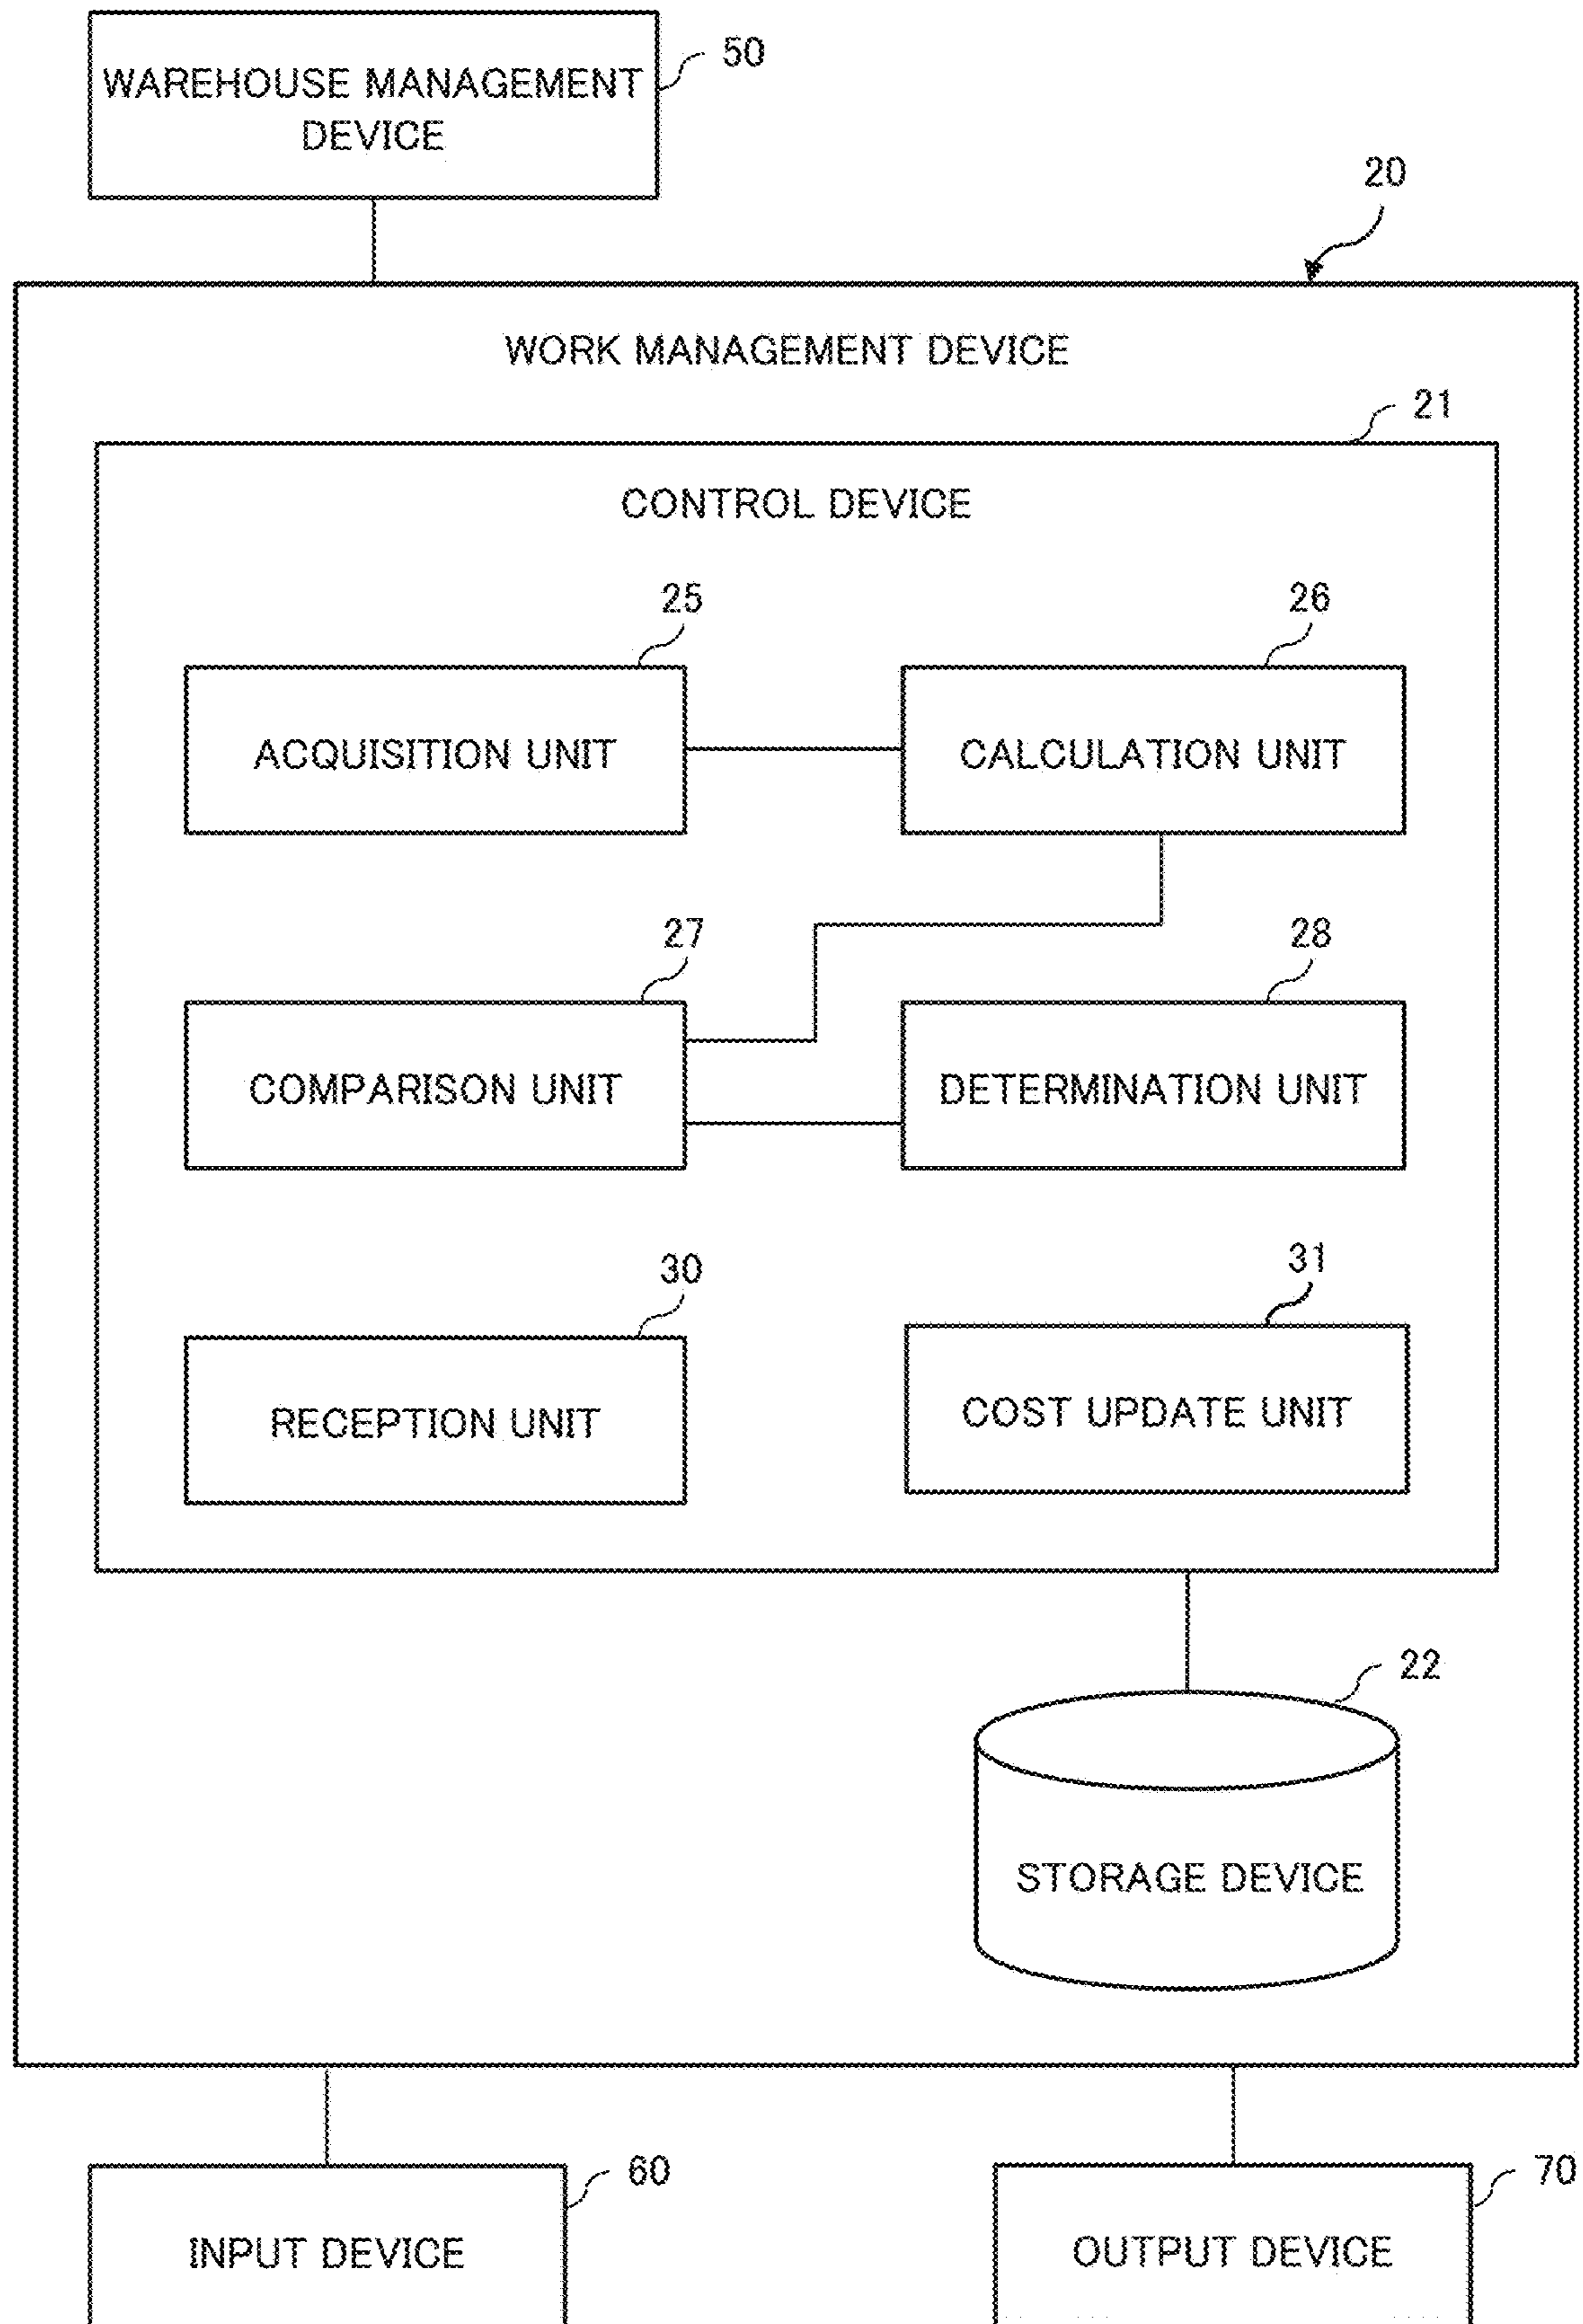 WAREHOUSE MANAGEMENT
DEVICE
50
20
WORK MANAGEMENT DEVICE
21
CONTROL DEVICE
25
26
ACQUISITION UNIT
CALCULATION UNIT
27
28
COMPARISON UNIT
DETERMINATION UNIT
30
31
RECEPTION UNIT
COST UPDATE UNIT
22
STORAGE DEVICE
60
70
INPUT DEVICE
OUTPUT DEVICE